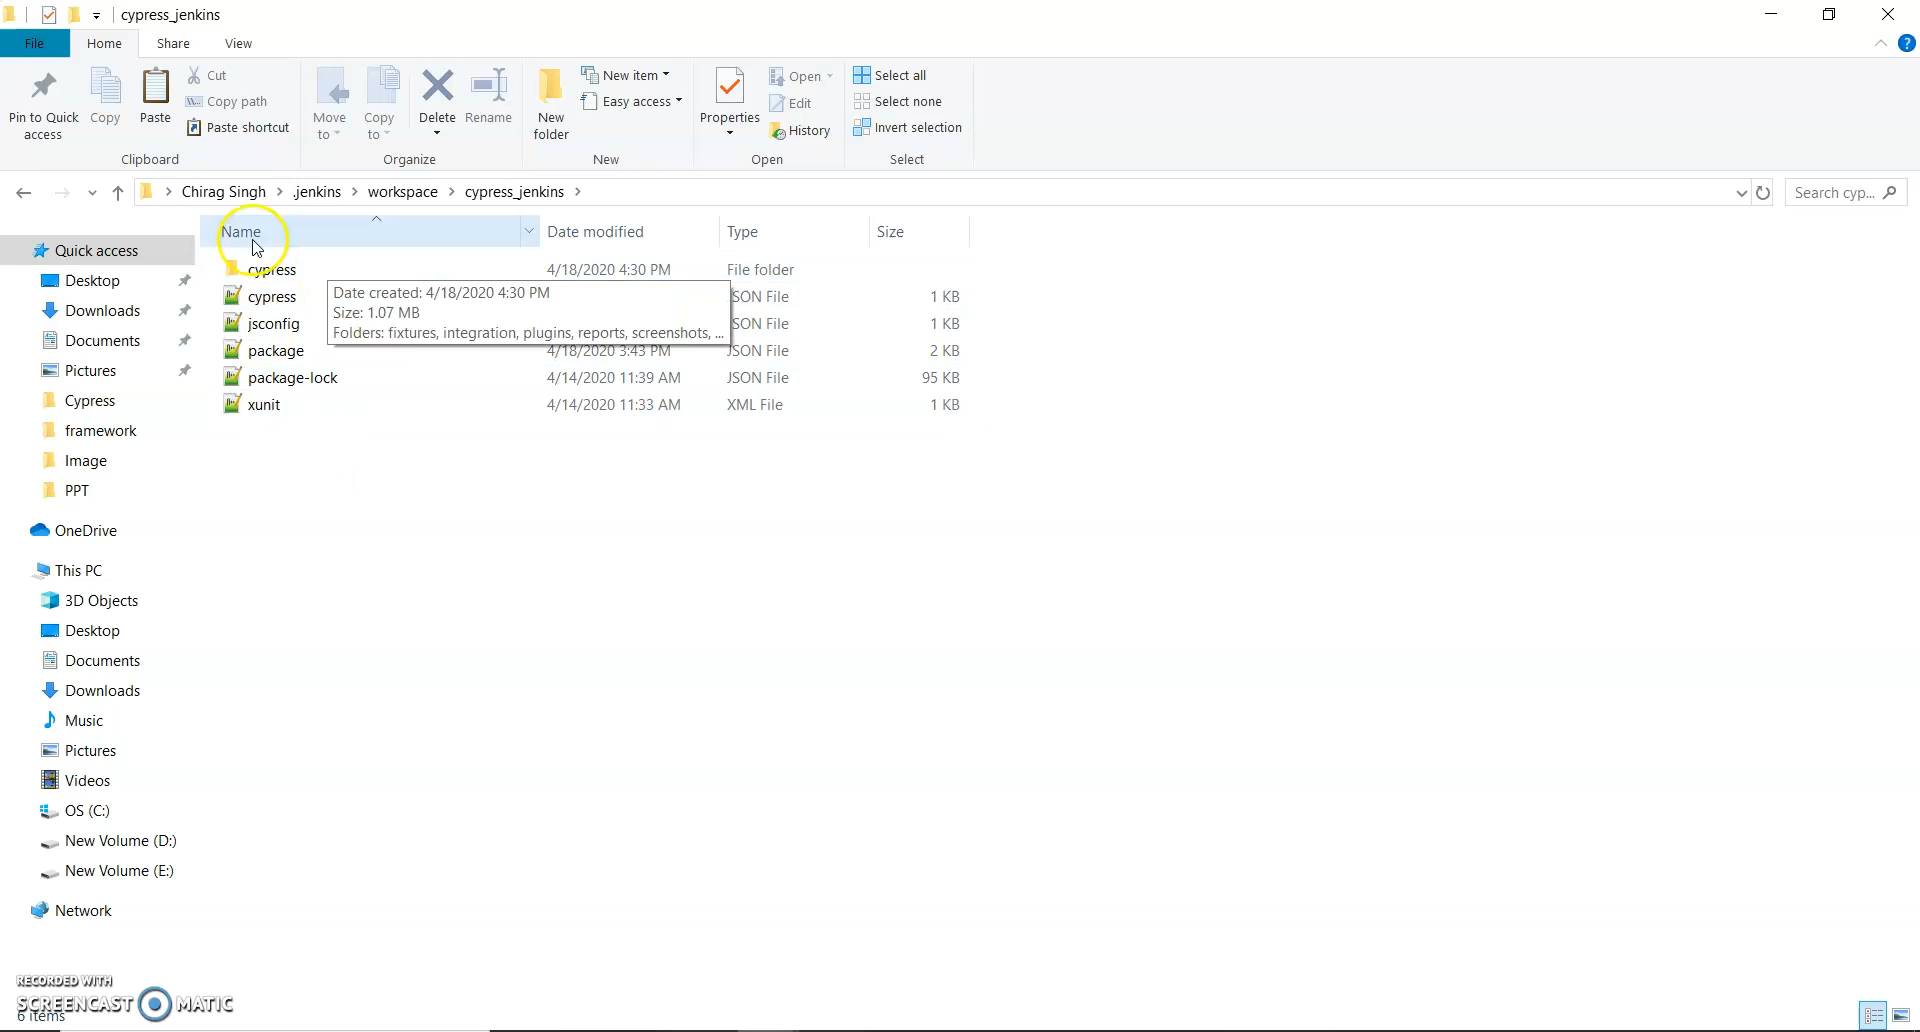 cypress_jenkins
File Home Share View
Pin to Quick access
Copy
Paste
Cut
Copy path
Paste shortcut
Clipboard
Move to
Copy to
Delete
Rename
Organize
New folder
New item
Easy access
New
Properties
Open
Edit
History
Open
Select all
Select none
Invert selection
Select
Chirag Singh > .jenkins > workspace > cypress_jenkins >
Search cyp...
Name Date modified Type Size
cypress 4/18/2020 4:30 PM File folder
cypress JSON File 1 KB
jsconfig JSON File 1 KB
package 4/18/2020 3:43 PM JSON File 2 KB
package-lock 4/14/2020 11:39 AM JSON File 95 KB
xunit 4/14/2020 11:33 AM XML File 1 KB
Date created: 4/18/2020 4:30 PM
Size: 1.07 MB
Folders: fixtures, integration, plugins, reports, screenshots, ...
Quick access
Desktop
Downloads
Documents
Pictures
Cypress
framework
Image
PPT
OneDrive
This PC
3D Objects
Desktop
Documents
Downloads
Music
Pictures
Videos
OS (C:)
New Volume (D:)
New Volume (E:)
Network
RECORDED WITH
SCREENCAST MATIC
6 items